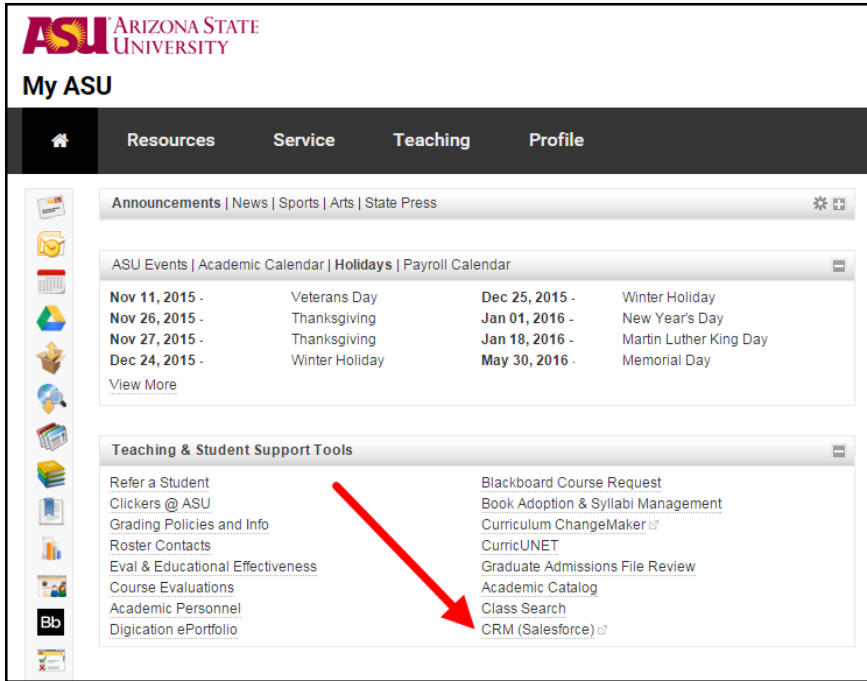 ASU ARIZONA STATE
UNIVERSITY
My ASU
Resources Service Teaching Profile
Announcements | News | Sports | Arts | State Press
ASU Events | Academic Calendar | Holidays | Payroll Calendar
Nov 11, 2015 - Veterans Day Dec 25, 2015 - Winter Holiday
Nov 26, 2015 - Thanksgiving Jan 01, 2016 - New Year's Day
Nov 27, 2015 - Thanksgiving Jan 18, 2016 - Martin Luther King Day
Dec 24, 2015 - Winter Holiday May 30, 2016 - Memorial Day
View More
Teaching & Student Support Tools
Refer a Student Blackboard Course Request
Clickers @ ASU Book Adoption & Syllabi Management
Grading Policies and Info Curriculum ChangeMaker
Roster Contacts CurricUNET
Eval & Educational Effectiveness Graduate Admissions File Review
Course Evaluations Academic Catalog
Academic Personnel Class Search
Digication ePortfolio CRM (Salesforce)
Bb